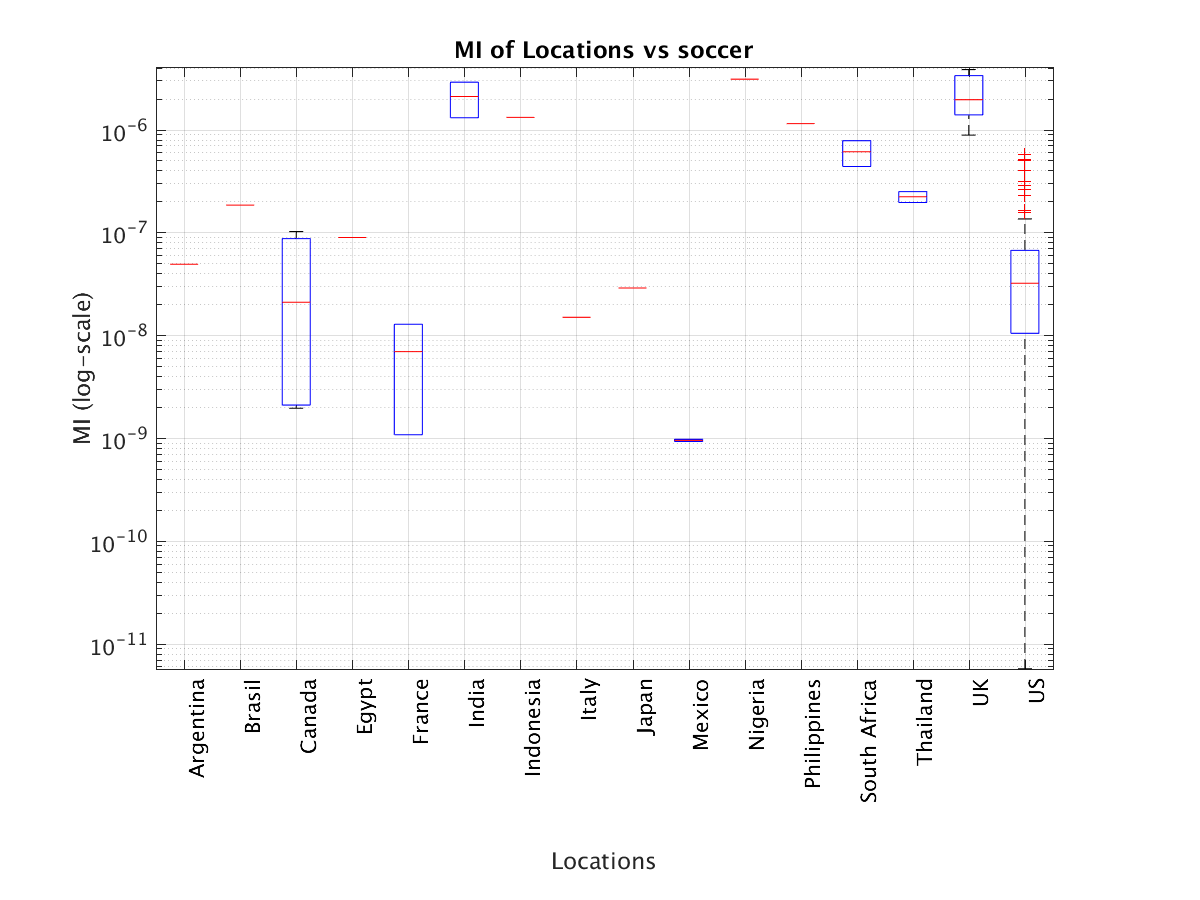 MI of Locations vs soccer
MI (log-scale)
10^-6
10^-7
10^-8
10^-9
10^-10
10^-11
Argentina
Brasil
Canada
Egypt
France
India
Indonesia
Italy
Japan
Mexico
Nigeria
Philippines
South Africa
Thailand
UK
US
Locations